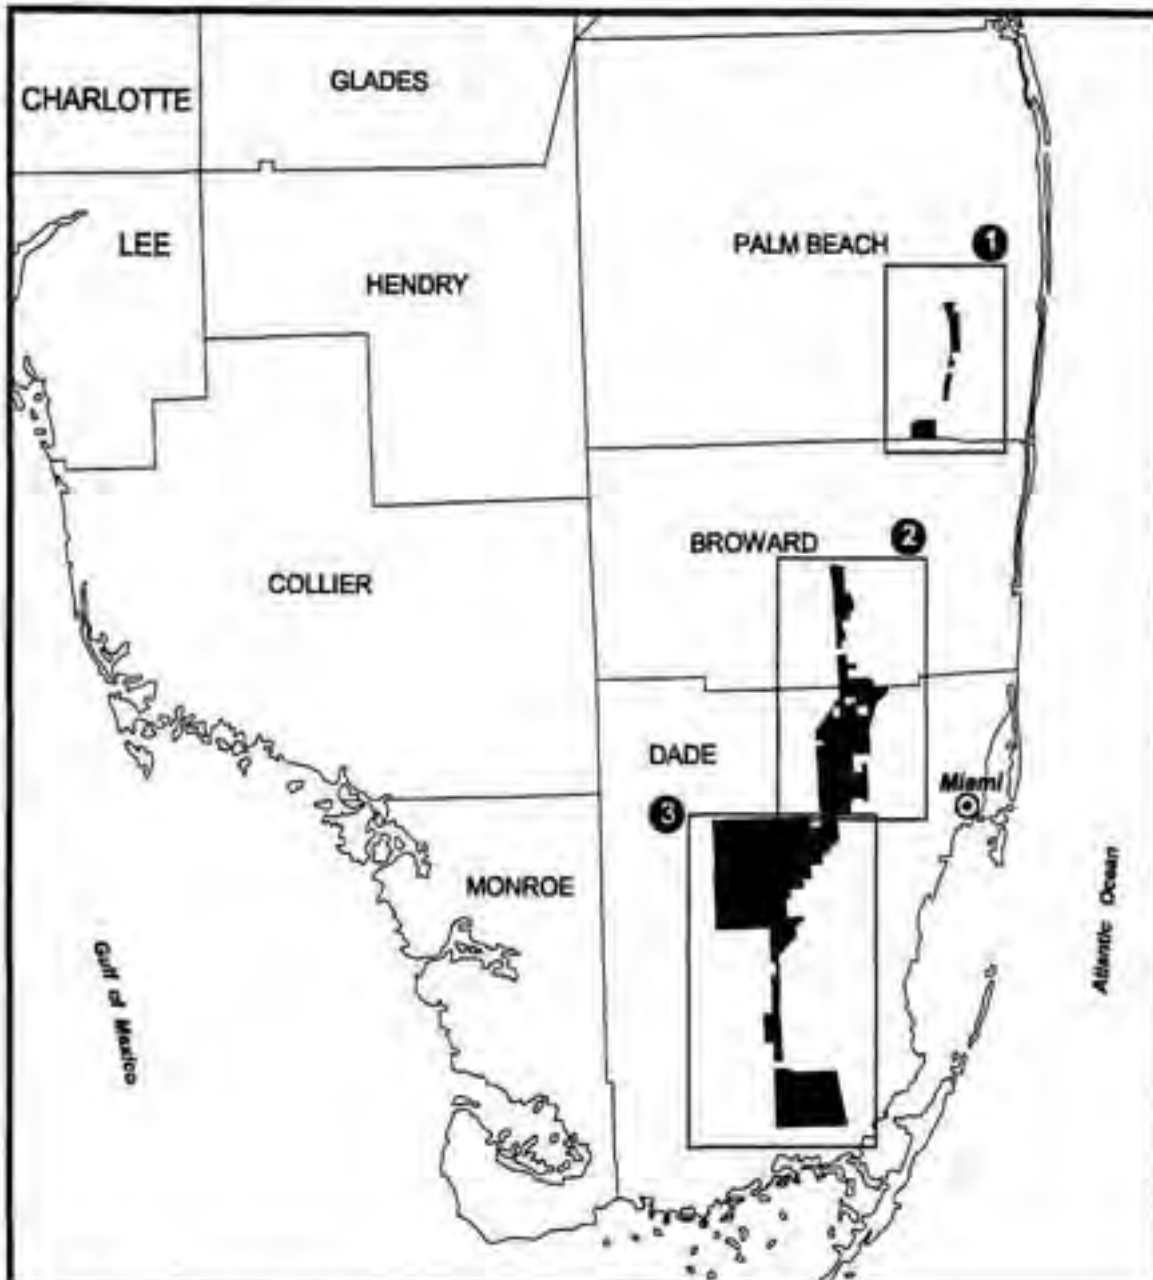 GLADES
CHARLOTTE
LEE
PALM BEACH
1
HENDRY
BROWARD
2
COLLIER
DADE
Miami
3
MONROE
Atlantic Ocean
Gulf of Mexico